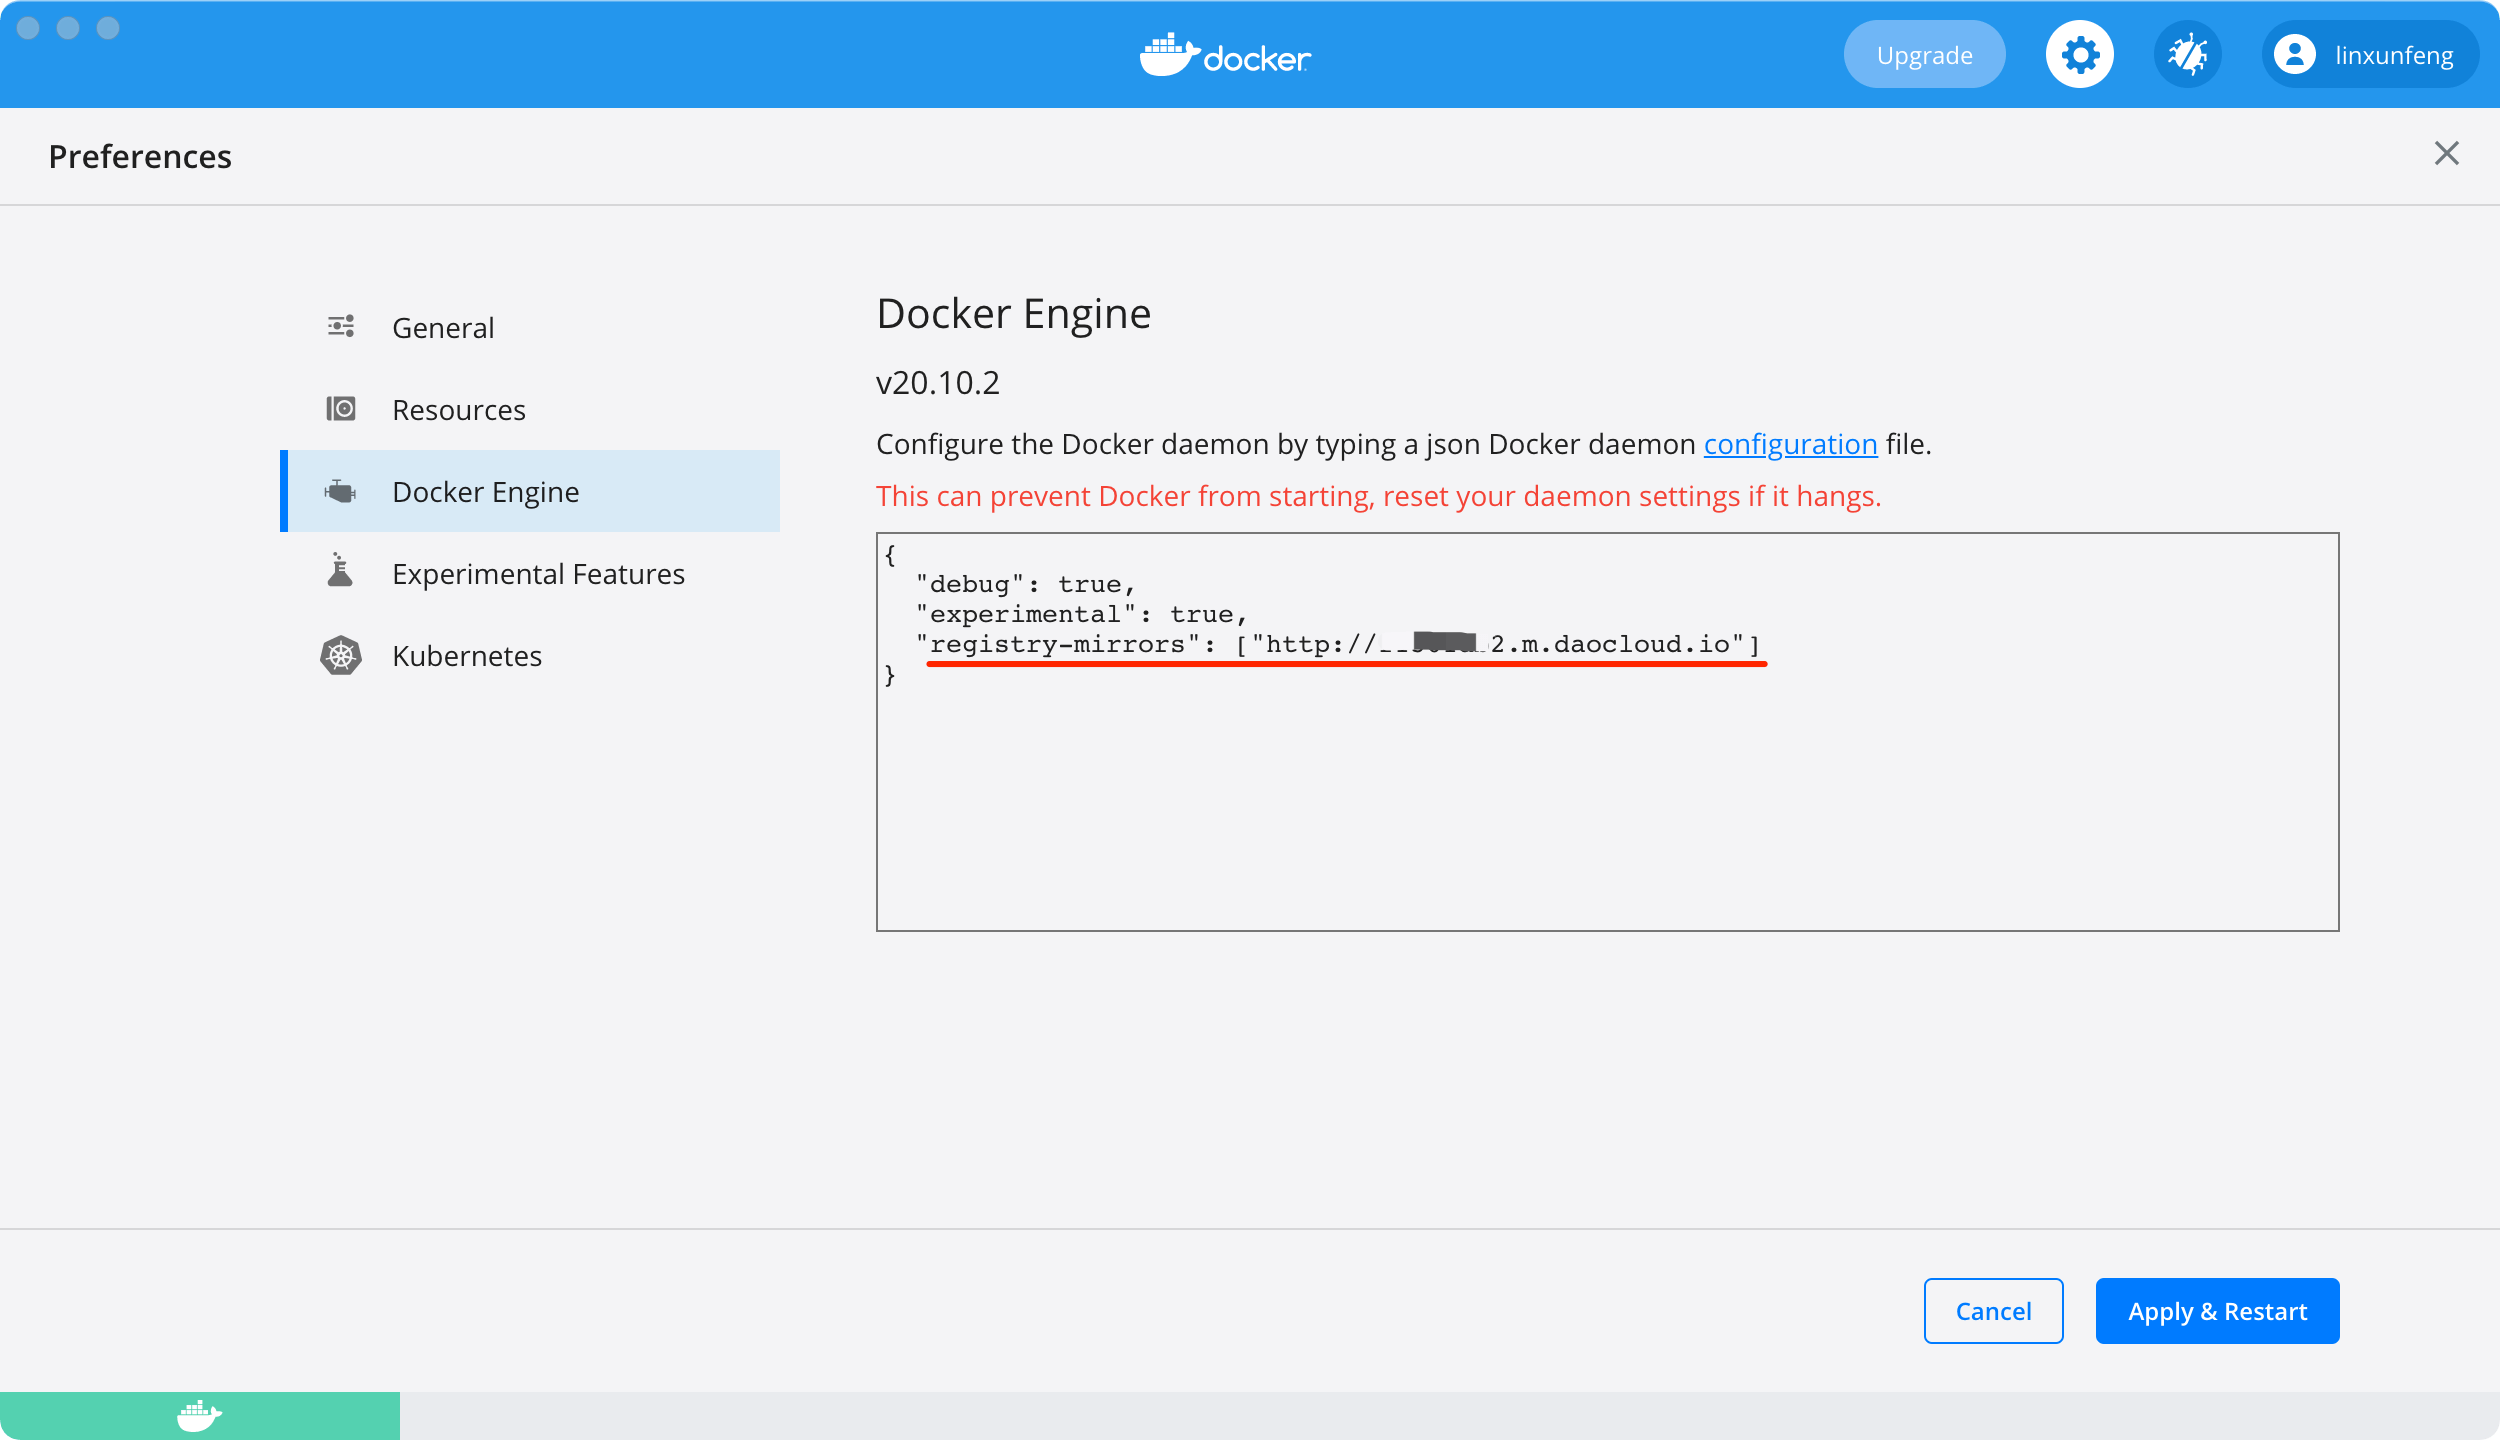 docker
Upgrade
linxunfeng
Preferences
General
Resources
Docker Engine
Experimental Features
Kubernetes
Docker Engine
v20.10.2
Configure the Docker daemon by typing a json Docker daemon configuration file.
This can prevent Docker from starting, reset your daemon settings if it hangs.
{
"debug": true,
"experimental": true,
"registry-mirrors": ["http://2.m.daocloud.io"]
}
Cancel
Apply & Restart